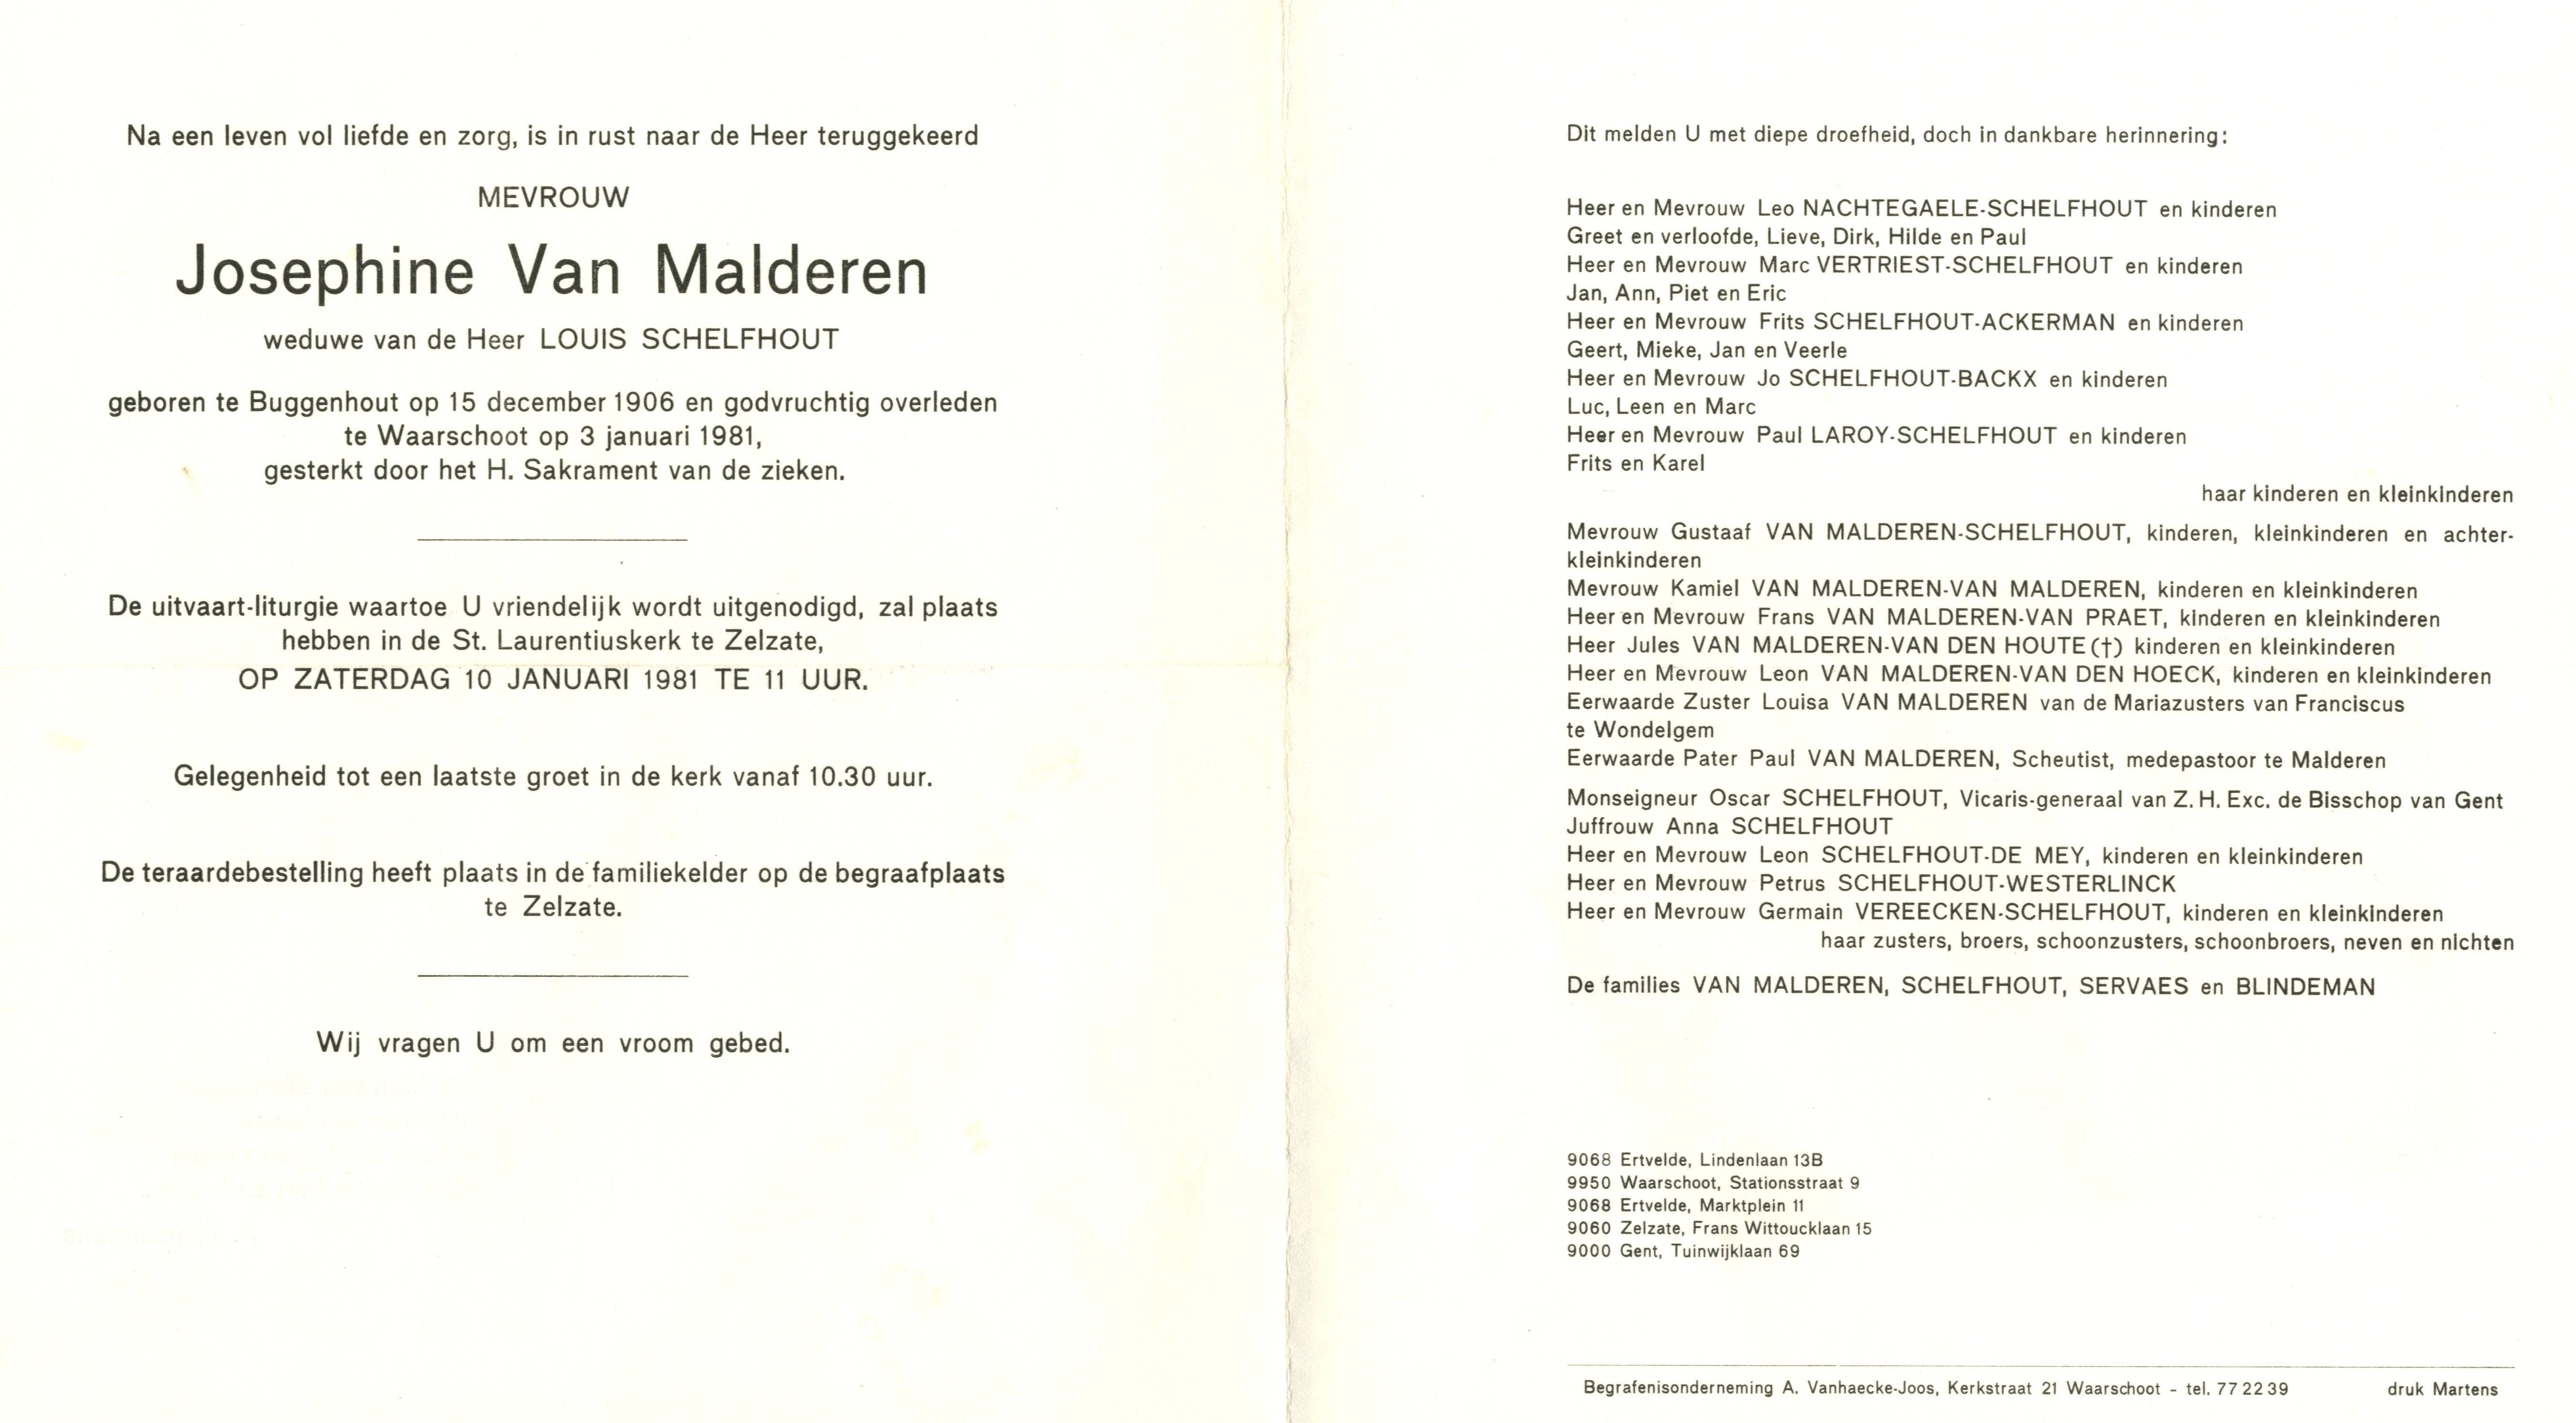 Na een leven vol liefde en zorg, is in rust naar de Heer teruggekeerd
MEVROUW
Josephine Van Malderen
weduwe van de Heer LOUIS SCHELFHOUT
geboren te Buggenhout op 15 december 1906 en godvruchtig overleden
te Waarschoot op 3 januari 1981,
gesterkt door het H. Sakrament van de zieken.
De uitvaart-liturgie waartoe U vriendelijk wordt uitgenodigd, zal plaats
hebben in de St. Laurentiuskerk te Zelzate,
OP ZATERDAG 10 JANUARI 1981 TE 11 UUR.
Gelegenheid tot een laatste groet in de kerk vanaf 10.30 uur.
De teraardebestelling heeft plaats in de familiekelder op de begraafplaats
te Zelzate.
Wij vragen U om een vroom gebed.
Dit melden U met diepe droefheid, doch in dankbare herinnering:
Heer en Mevrouw Leo NACHTEGAELE-SCHELFHOUT en kinderen
Greet en verloofde, Lieve, Dirk, Hilde en Paul
Heer en Mevrouw Marc VERTRIEST-SCHELFHOUT en kinderen
Jan, Ann, Piet en Eric
Heer en Mevrouw Frits SCHELFHOUT-ACKERMAN en kinderen
Geert, Mieke, Jan en Veerle
Heer en Mevrouw Jo SCHELFHOUT-BACKX en kinderen
Luc, Leen en Marc
Heer en Mevrouw Paul LAROY-SCHELFHOUT en kinderen
Frits en Karel
haar kinderen en kleinkinderen
Mevrouw Gustaaf VAN MALDEREN-SCHELFHOUT, kinderen, kleinkinderen en achter-
kleinkinderen
Mevrouw Kamiel VAN MALDEREN-VAN MALDEREN, kinderen en kleinkinderen
Heer en Mevrouw Frans VAN MALDEREN-VAN PRAET, kinderen en kleinkinderen
Heer Jules VAN MALDEREN-VAN DEN HOUTE (†) kinderen en kleinkinderen
Heer en Mevrouw Leon VAN MALDEREN-VAN DEN HOECK, kinderen en kleinkinderen
Eerwaarde Zuster Louisa VAN MALDEREN van de Mariazusters van Franciscus
te Wondelgem
Eerwaarde Pater Paul VAN MALDEREN, Scheutist, medepastoor te Malderen
Monseigneur Oscar SCHELFHOUT, Vicaris-generaal van Z. H. Exc. de Bisschop van Gent
Juffrouw Anna SCHELFHOUT
Heer en Mevrouw Leon SCHELFHOUT-DE MEY, kinderen en kleinkinderen
Heer en Mevrouw Petrus SCHELFHOUT-WESTERLINCK
Heer en Mevrouw Germain VEREECKEN-SCHELFHOUT, kinderen en kleinkinderen
haar zusters, broers, schoonzusters, schoonbroers, neven en nichten
De families VAN MALDEREN, SCHELFHOUT, SERVAES en BLINDEMAN
9068 Ertvelde, Lindenlaan 13B
9950 Waarschoot, Stationsstraat 9
9068 Ertvelde, Marktplein 11
9060 Zelzate, Frans Wittoucklaan 15
9000 Gent, Tuinwijklaan 69
Begrafenisonderneming A. Vanhaecke-Joos, Kerkstraat 21 Waarschoot - tel. 77 22 39 druk Martens